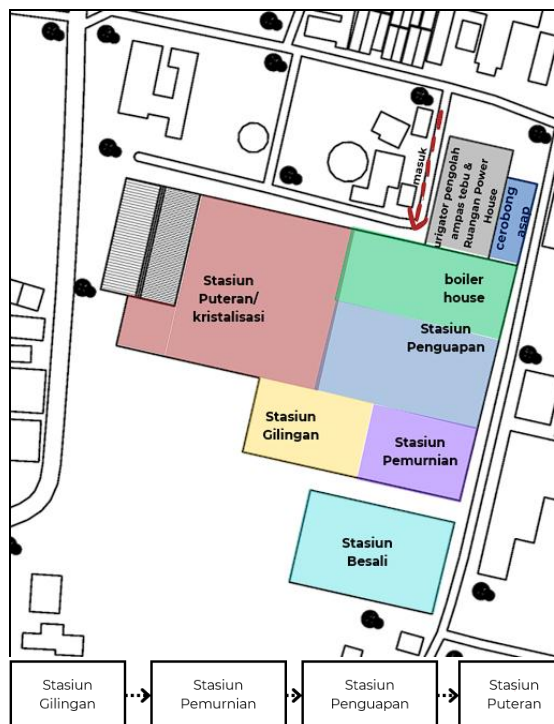 masuk
urigator pengolah
ampas tebu &
Ruangan Power
House
cerobong
asap
boiler
house
Stasiun
Puteran/
kristalisasi
Stasiun
Penguapan
Stasiun
Gilingan
Stasiun
Pemurnian
Stasiun
Besali
Stasiun
Gilingan
Stasiun
Pemurnian
Stasiun
Penguapan
Stasiun
Puteran